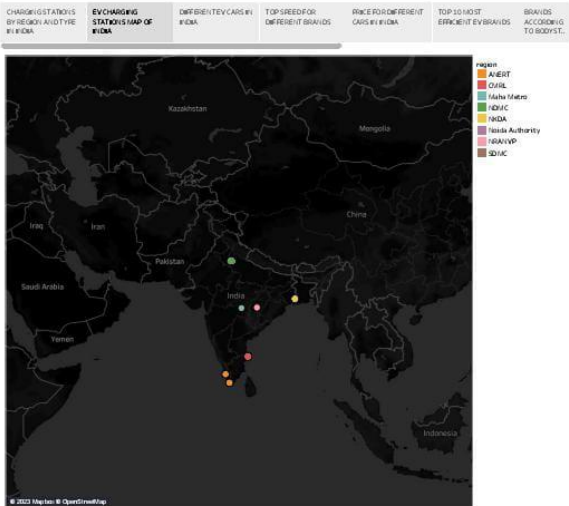 CHARGING STATIONS
BY REGION AND TYPE
IN INDIA
EV CHARGING
STATIONS MAP OF
INDIA
DIFFERENT EV CARS IN
INDIA
TOP SPEED FOR
DIFFERENT BRANDS
PRICE FOR DIFFERENT
CARS IN INDIA
TOP 10 MOST
EFFICIENT EV BRANDS
BRANDS
ACCORDING
TO BODY ST..
region
ANERT
CMRL
Maha Metro
NDMC
NKDA
Noida Authority
NRANVP
SDMC
Kazakhstan
Mongolia
China
Iraq
Iran
Pakistan
Saudi Arabia
India
Yemen
Indonesia
© 2023 Mapbox © OpenStreetMap